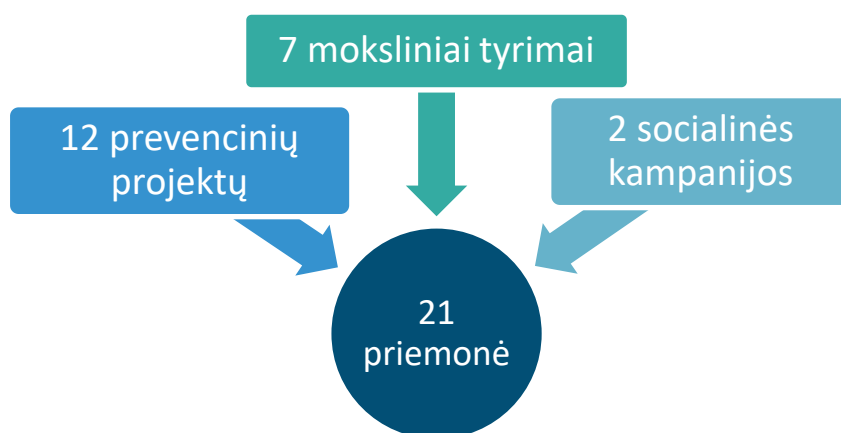 7 moksliniai tyrimai
12 prevencinių
projektų
2 socialinės
kampanijos
21
priemonė